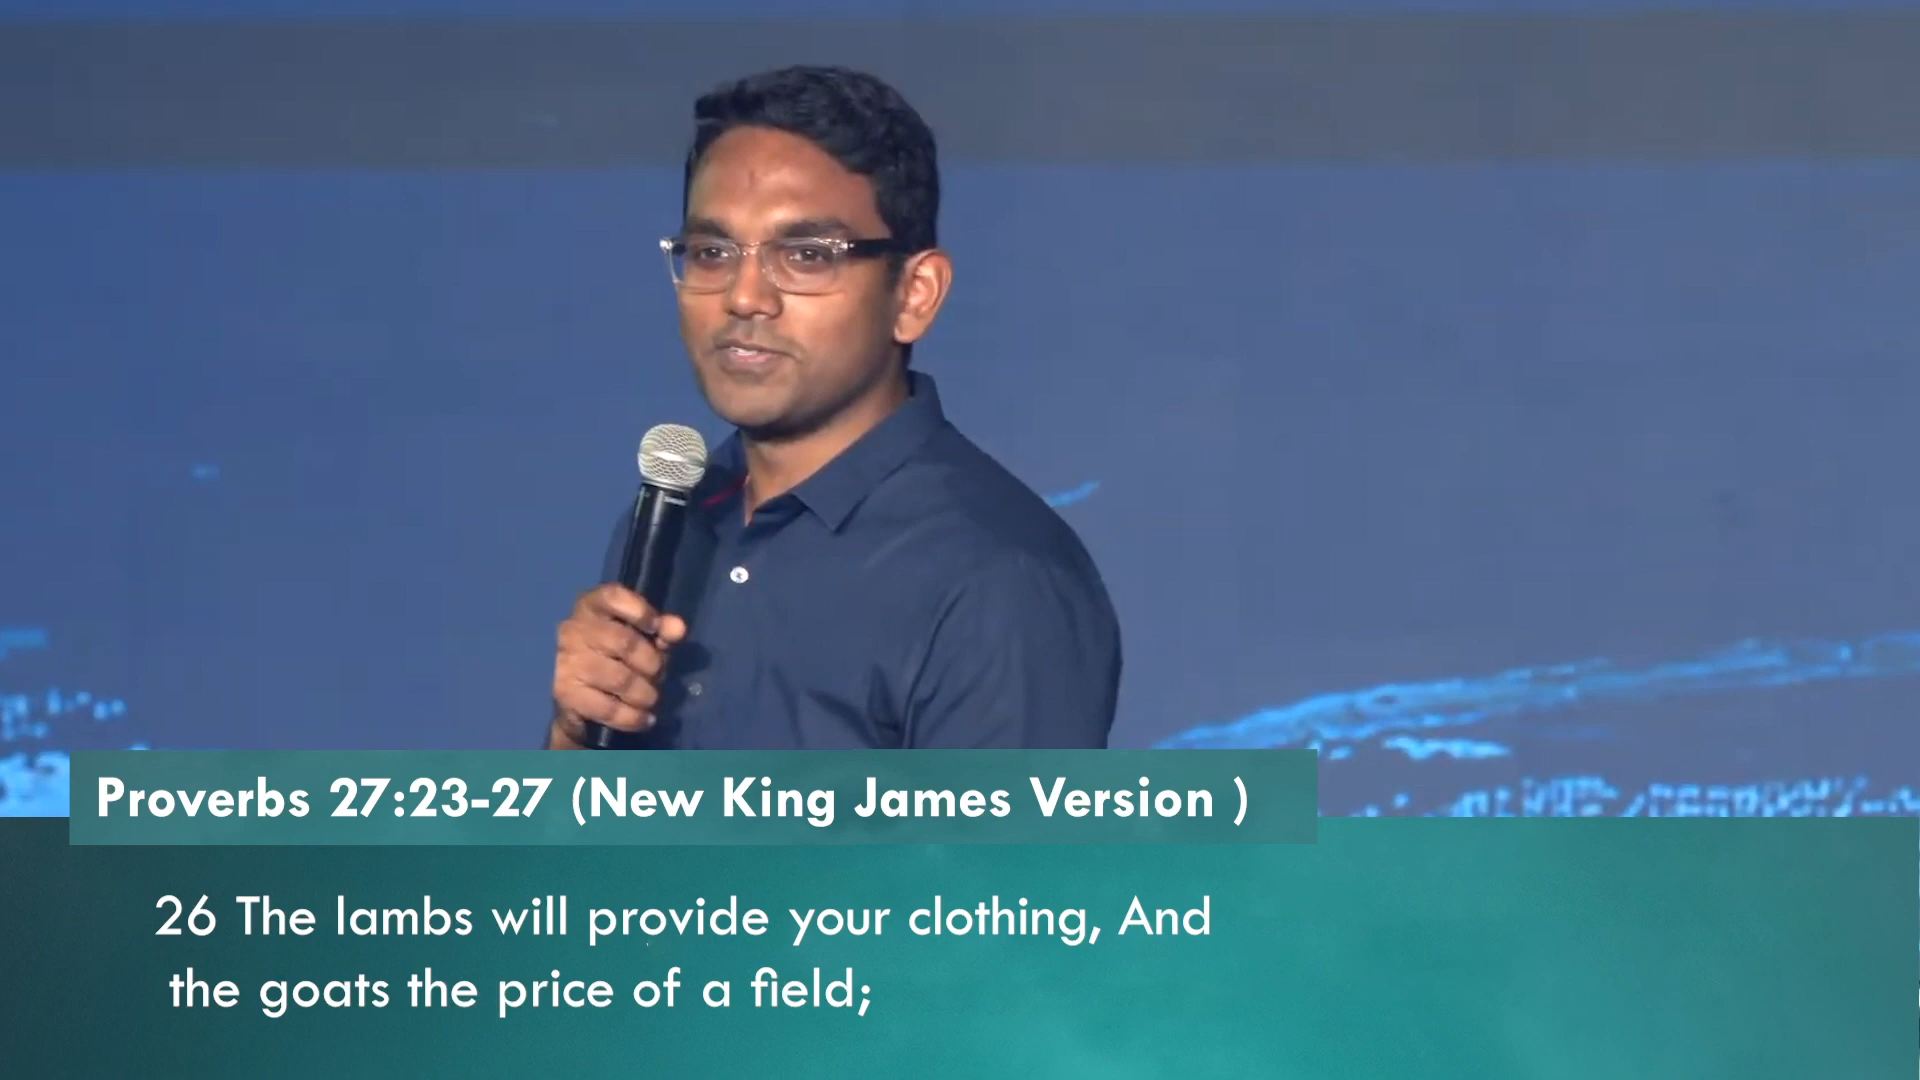 Proverbs 27:23-27 (New King James Version )
26 The lambs will provide your clothing, And
the goats the price of a field;